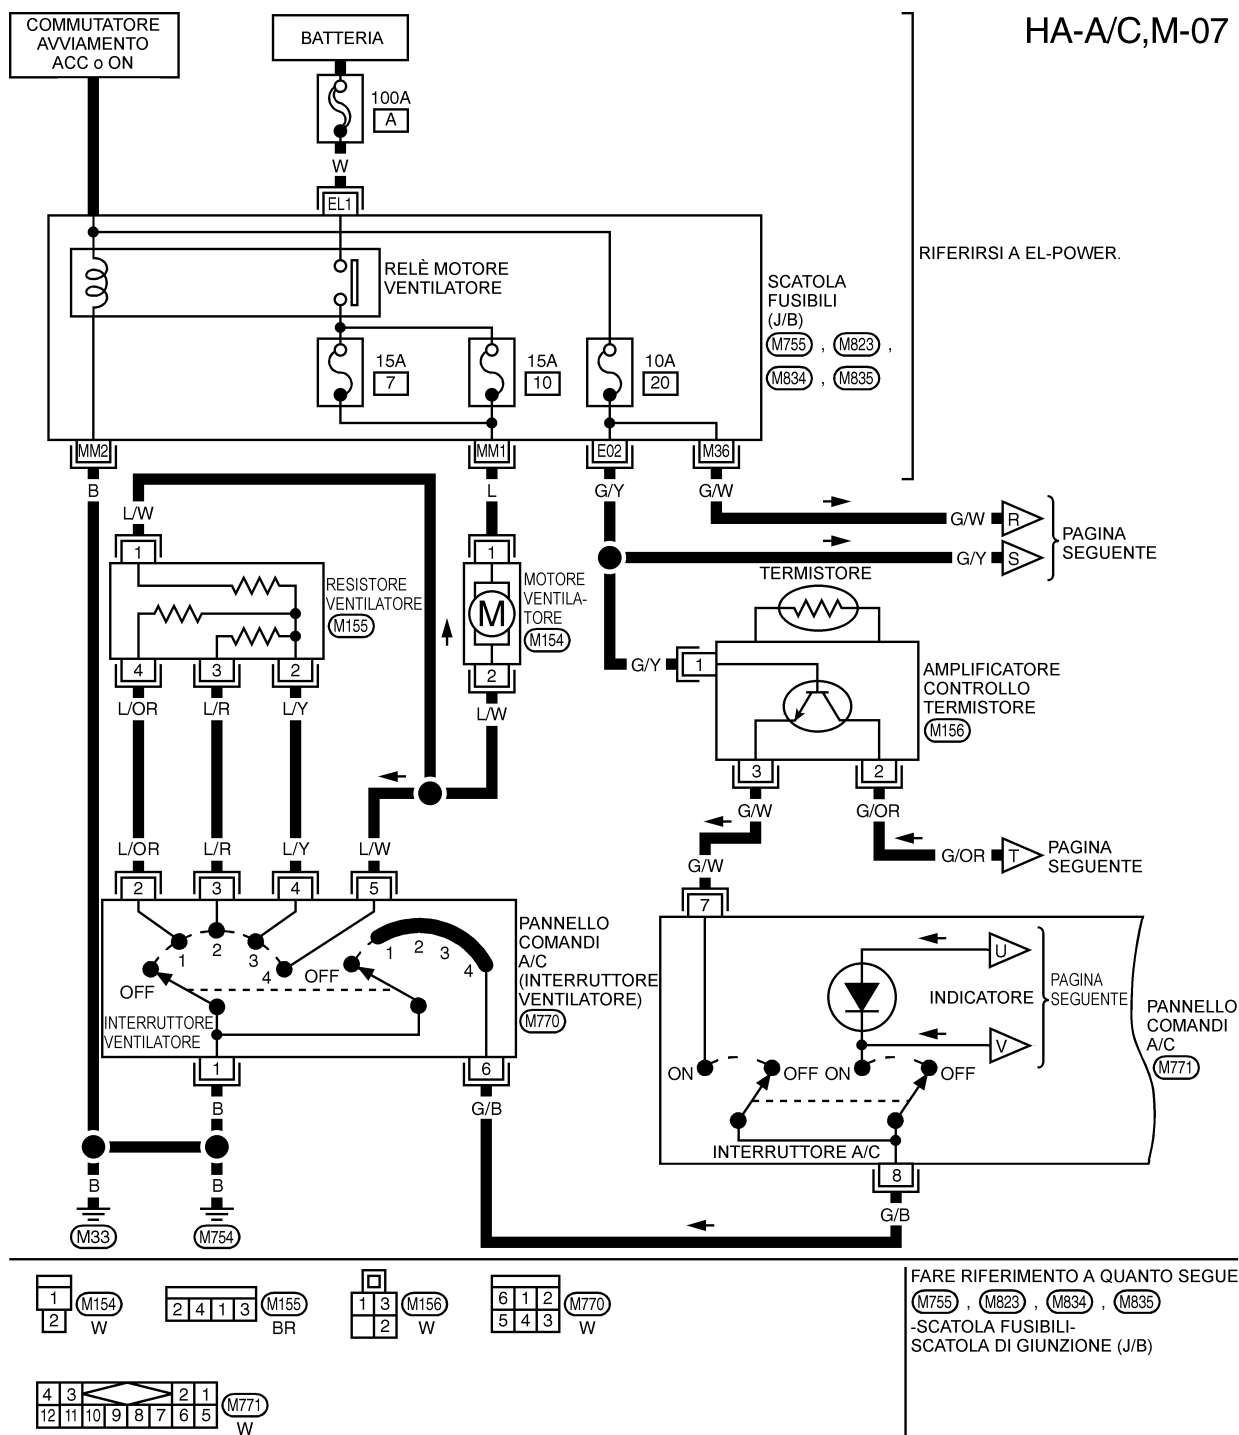 COMMUTATORE
AVVIAMENTO
ACC o ON
BATTERIA
HA-A/C,M-07
100A
A
W
EL1
RELÈ MOTORE
VENTILATORE
RIFERIRSI A EL-POWER.
SCATOLA
FUSIBILI
(J/B)
M755 , M823 ,
M834 , M835
15A
7
15A
10
10A
20
MM2
MM1
E02
M36
B
L
G/Y
G/W
L/W
G/W
R
G/Y
S
PAGINA
SEGUENTE
1
1
RESISTORE
VENTILATORE
M155
MOTORE
VENTILA-
TORE
M154
M
TERMISTORE
G/Y
1
AMPLIFICATORE
CONTROLLO
TERMISTORE
M156
4
3
2
2
L/OR
L/R
L/Y
L/W
3
2
G/W
G/OR
L/OR
L/R
L/Y
L/W
G/W
G/OR
T
PAGINA
SEGUENTE
2
3
4
5
7
PANNELLO
COMANDI
A/C
(INTERRUTTORE
VENTILATORE)
M770
OFF
1
2
3
4
OFF
1
2
3
4
INTERRUTTORE
VENTILATORE
U
INDICATORE
V
PAGINA
SEGUENTE
PANNELLO
COMANDI
A/C
M771
ON
OFF
ON
OFF
INTERRUTTORE A/C
1
6
8
B
G/B
G/B
B
B
M33
M754
1
2
M154
W
2 4 1 3
M155
BR
1 3
2
M156
W
6 1 2
5 4 3
M770
W
4 3 2 1
12 11 10 9 8 7 6 5
M771
W
FARE RIFERIMENTO A QUANTO SEGUE
M755 , M823 , M834 , M835
-SCATOLA FUSIBILI-
SCATOLA DI GIUNZIONE (J/B)